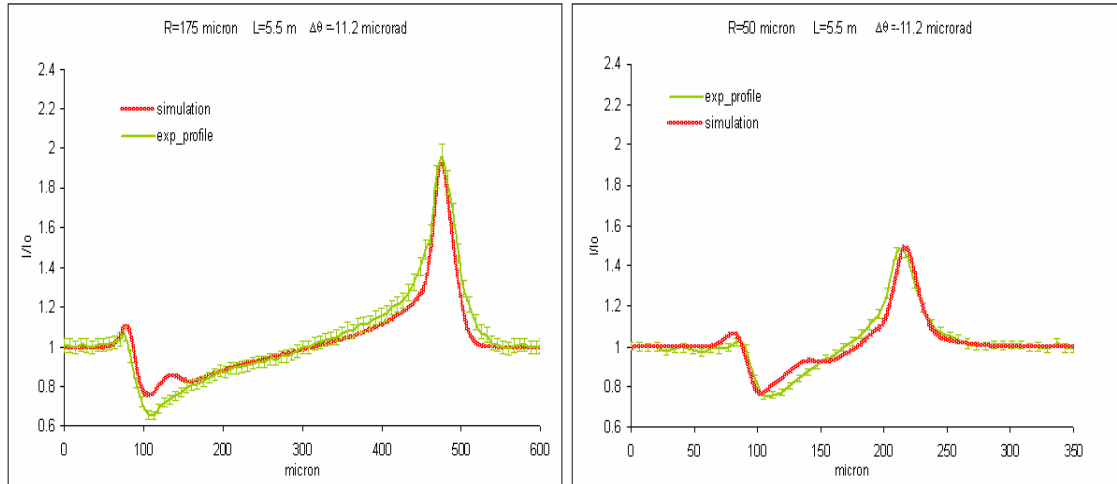 R=175 micron L=5.5 m Δθ=-11.2 microrad
2.4
2.2
2
1.8
1.6
1.4
1.2
1
0.8
0.6
I/Io
simulation
exp_profile
0 100 200 300 400 500 600
micron
R=50 micron L=5.5 m Δθ=-11.2 microrad
2.4
2.2
2
1.8
1.6
1.4
1.2
1
0.8
0.6
I/Io
exp_profile
simulation
0 50 100 150 200 250 300 350
micron